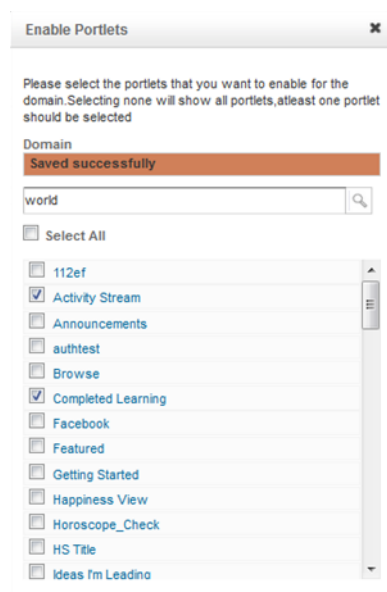 Enable Portlets
Please select the portlets that you want to enable for the
domain.Selecting none will show all portlets,atleast one portlet
should be selected
Domain
Saved successfully
world
Select All
112ef
Activity Stream
Announcements
authtest
Browse
Completed Learning
Facebook
Featured
Getting Started
Happiness View
Horoscope_Check
HS Title
Ideas I'm Leading